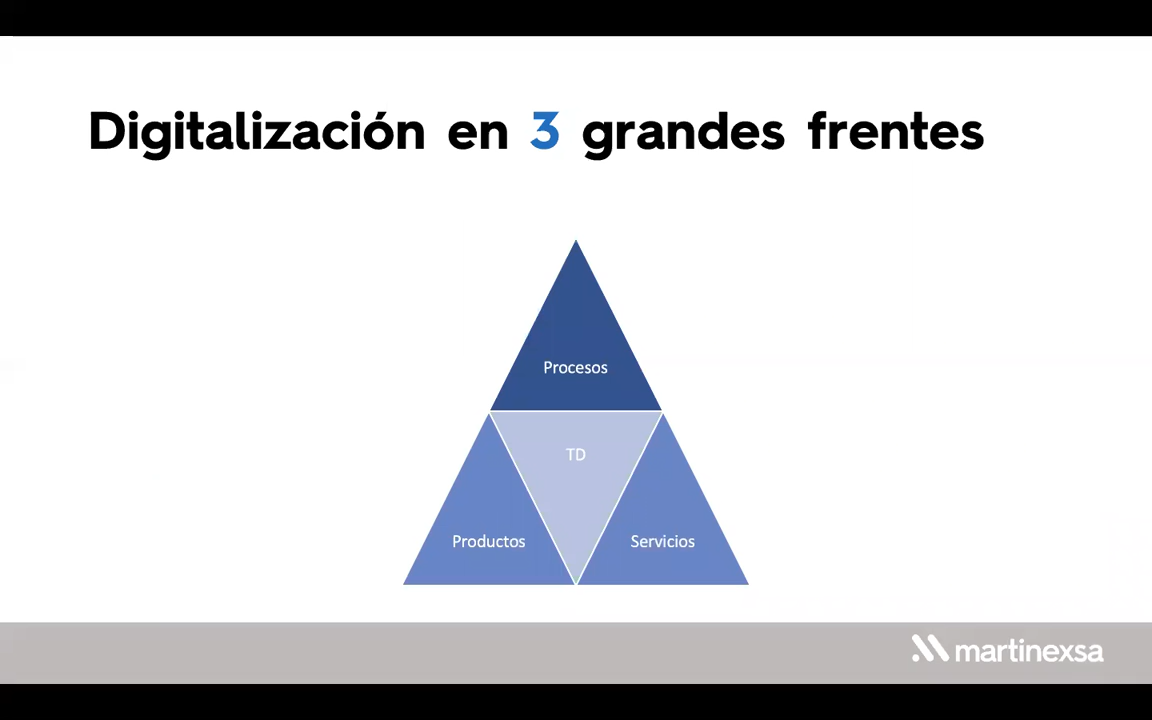 Digitalización en 3 grandes frentes
Procesos
TD
Productos
Servicios
martinexsa